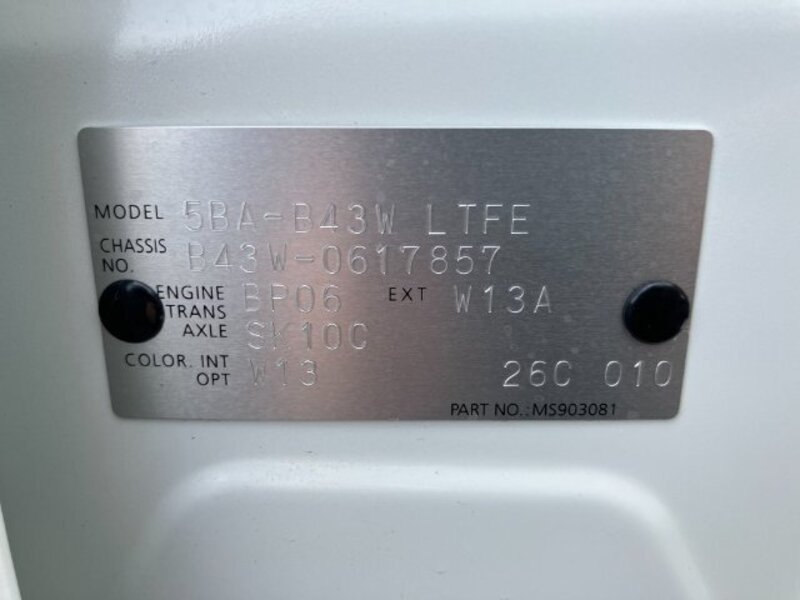 MODEL 5BA-B43W LTFE
CHASSIS NO. B43W-0617857
ENGINE BP06 EXT W13A
TRANS AXLE SK10C
COLOR. INT OPT W13 26C 010
PART NO.:MS903081